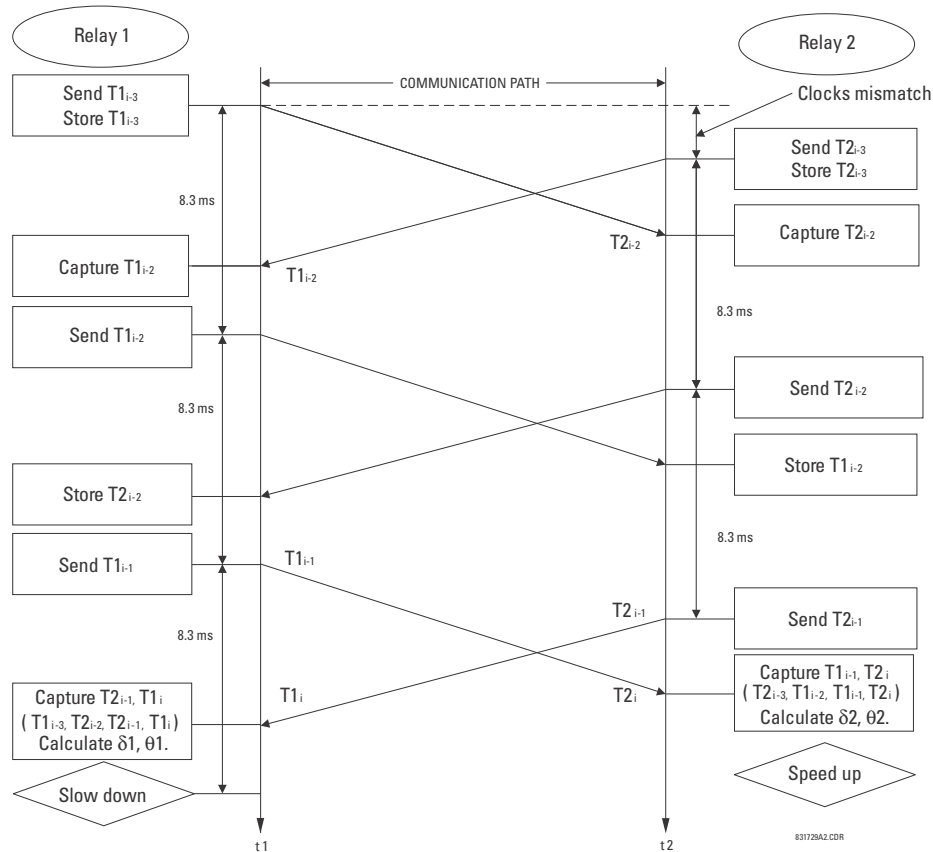 Relay 1
Relay 2
COMMUNICATION PATH
Send T1i-3
Store T1i-3
Clocks mismatch
Send T2i-3
Store T2i-3
8.3 ms
T2i-2
Capture T2i-2
Capture T1i-2
T1i-2
8.3 ms
Send T1i-2
Send T2i-2
8.3 ms
Store T1i-2
Store T2i-2
8.3 ms
Send T1i-1
T1i-1
T2i-1
Send T2i-1
8.3 ms
Capture T2i-1, T1i
( T1i-3, T2i-2, T2i-1, T1i)
Calculate δ1, θ1.
T1i
T2i
Capture T1i-1, T2i
( T2i-3, T1i-2, T1i-1, T2i)
Calculate δ2, θ2.
Slow down
Speed up
t1
t2
831729A2.CDR